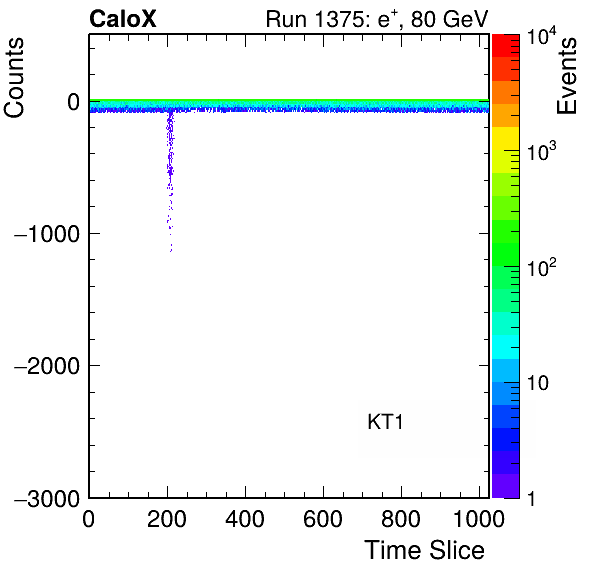 CaloX Run 1375: e⁺, 80 GeV
Counts
Events
0
−1000
−2000
−3000
0 200 400 600 800 1000
Time Slice
KT1
10⁴
10³
10²
10
1